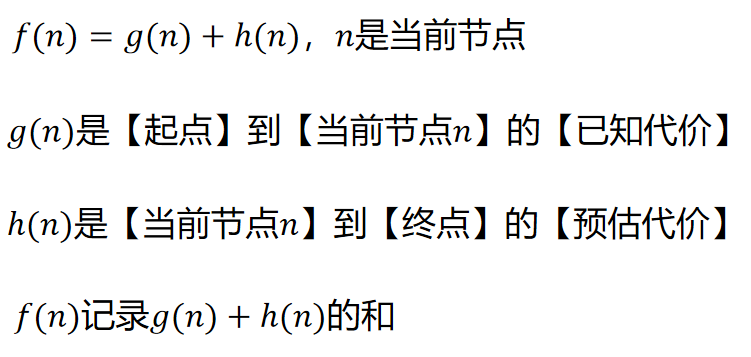 f(n) = g(n) + h(n)，n是当前节点
g(n)是【起点】到【当前节点n】的【已知代价】
h(n)是【当前节点n】到【终点】的【预估代价】
f(n)记录g(n) + h(n)的和